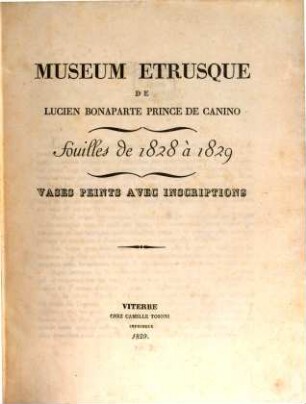 MUSEUM ETRUSQUE
DE
LUCIEN BONAPARTE PRINCE DE CANINO
Fouilles de 1828 à 1829
VASES PEINTS AVEC INSCRIPTIONS
VITERBE
CHEZ CAMILLE TOSONI
IMPRIMEUR
1829.